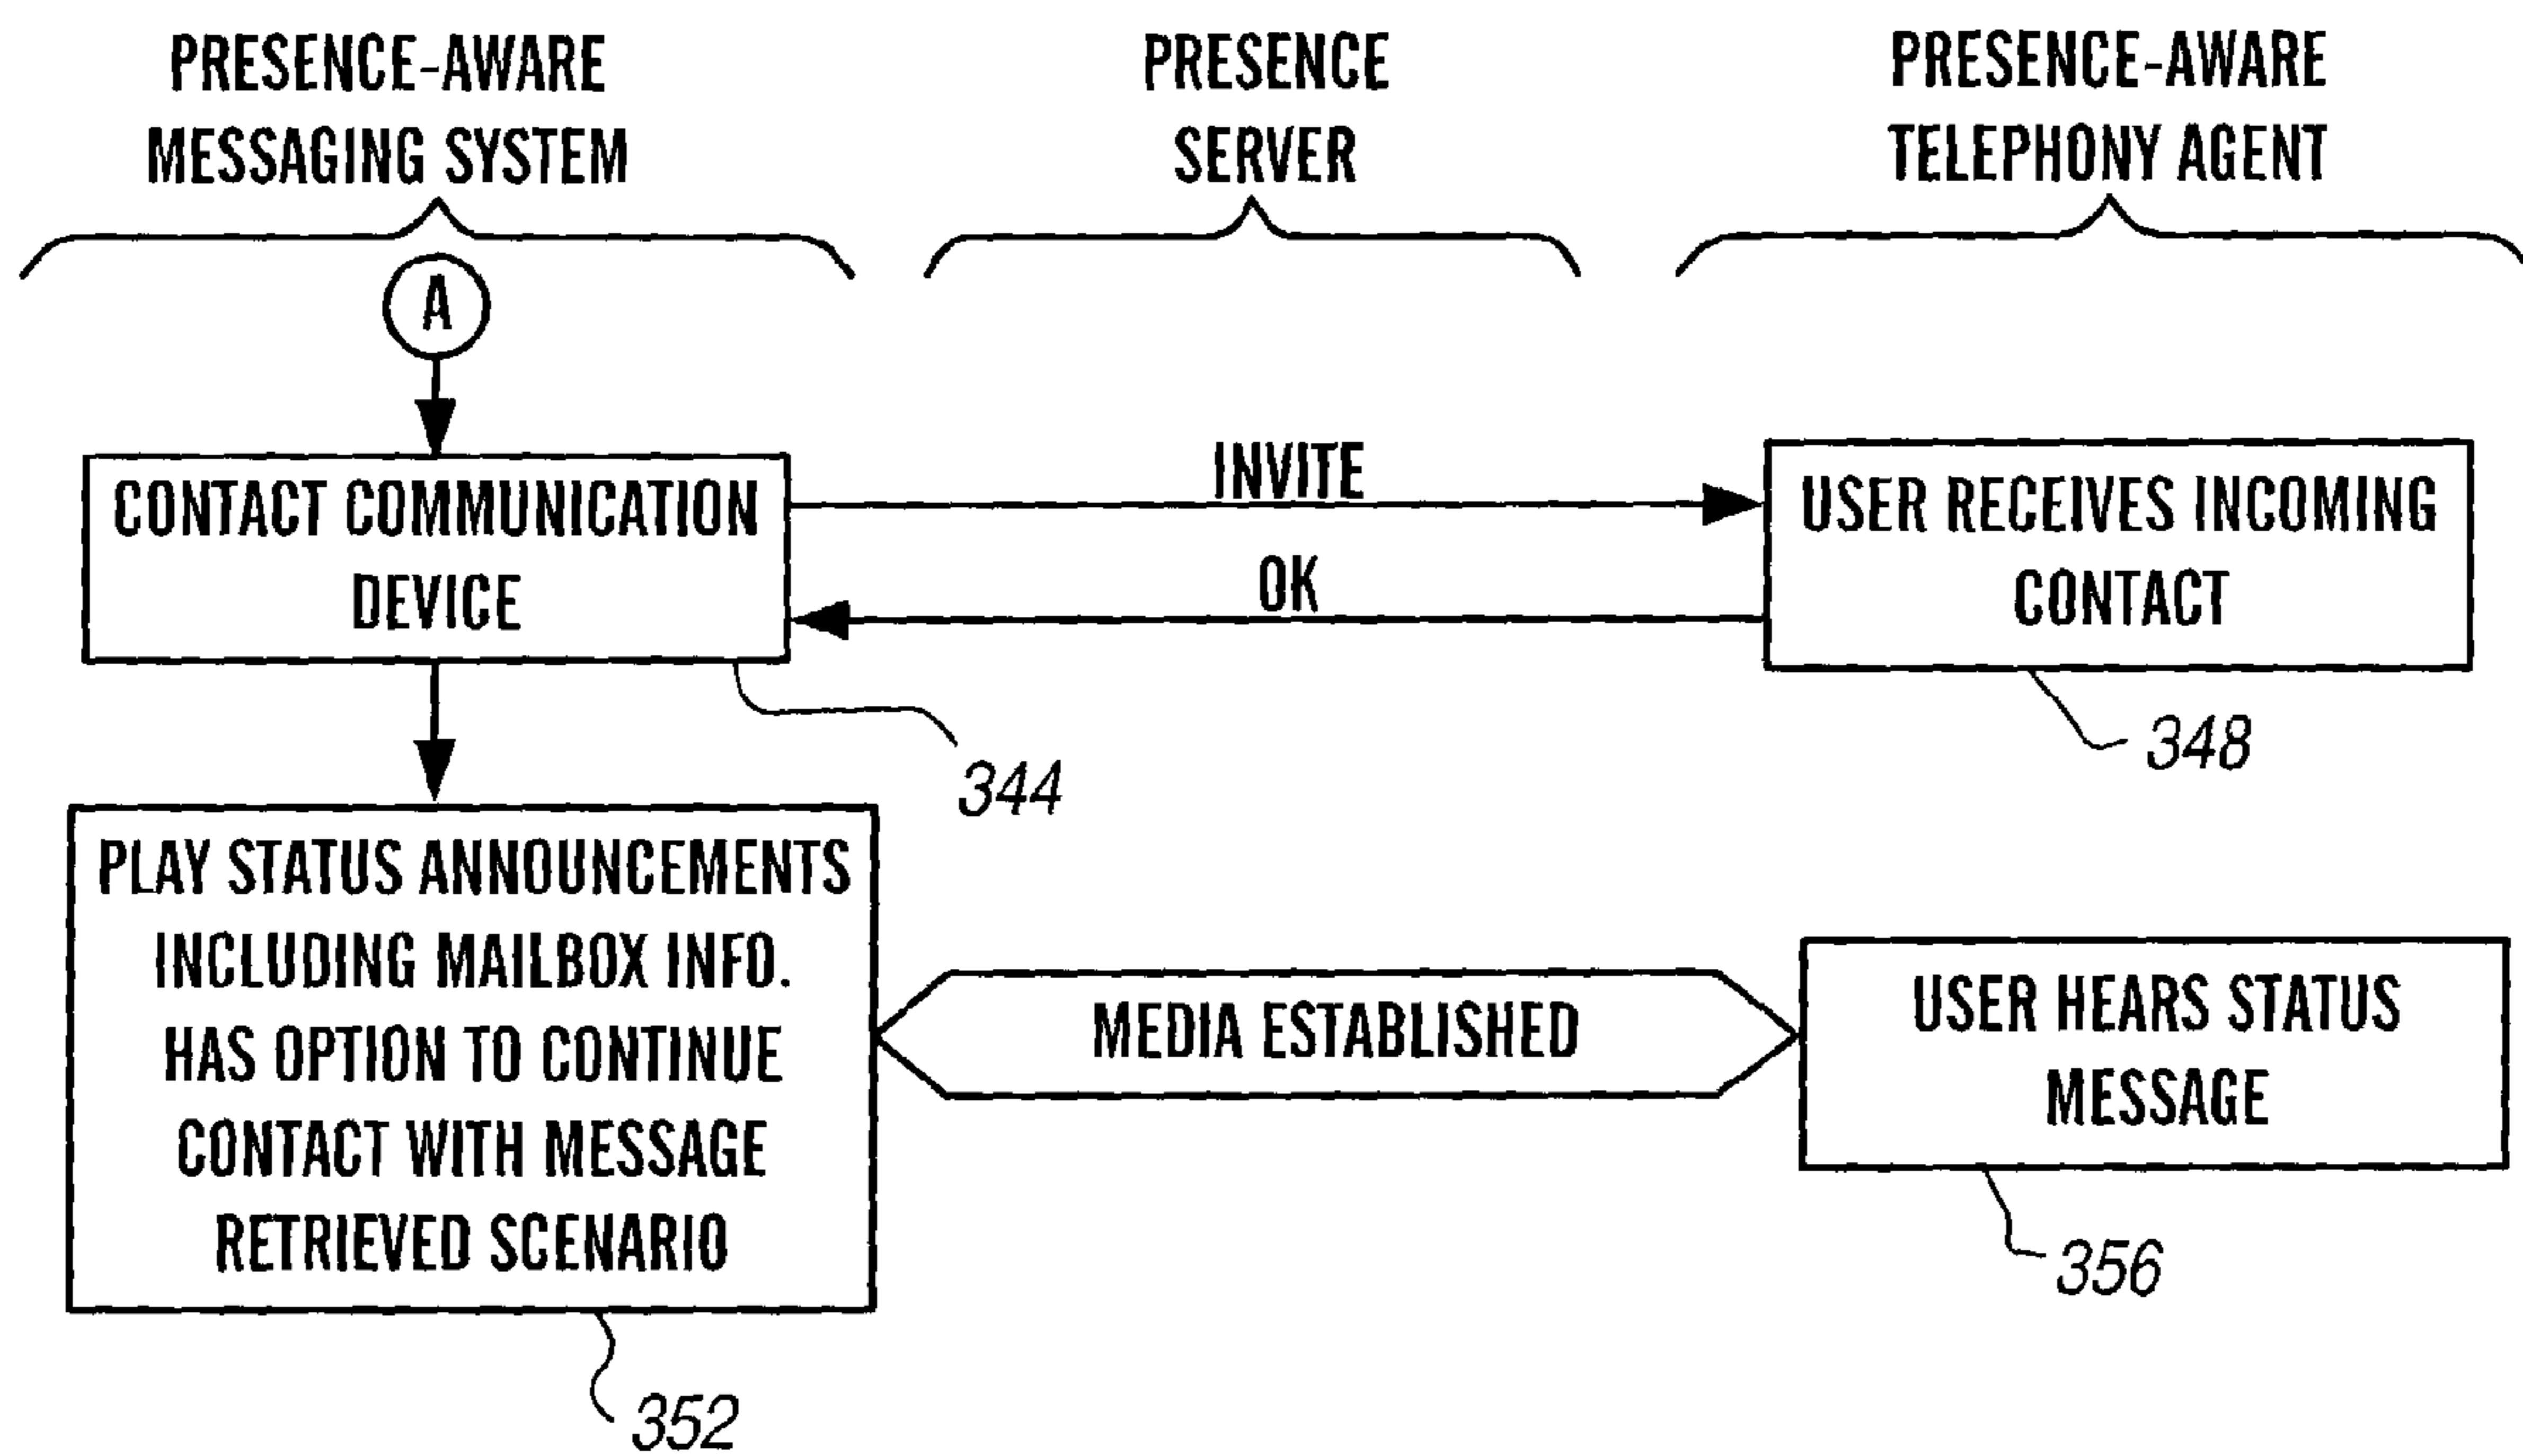 PRESENCE-AWARE
MESSAGING SYSTEM
PRESENCE
SERVER
PRESENCE-AWARE
TELEPHONY AGENT
A
CONTACT COMMUNICATION
DEVICE
INVITE
OK
USER RECEIVES INCOMING
CONTACT
344
348
PLAY STATUS ANNOUNCEMENTS
INCLUDING MAILBOX INFO.
HAS OPTION TO CONTINUE
CONTACT WITH MESSAGE
RETRIEVED SCENARIO
MEDIA ESTABLISHED
USER HEARS STATUS
MESSAGE
352
356